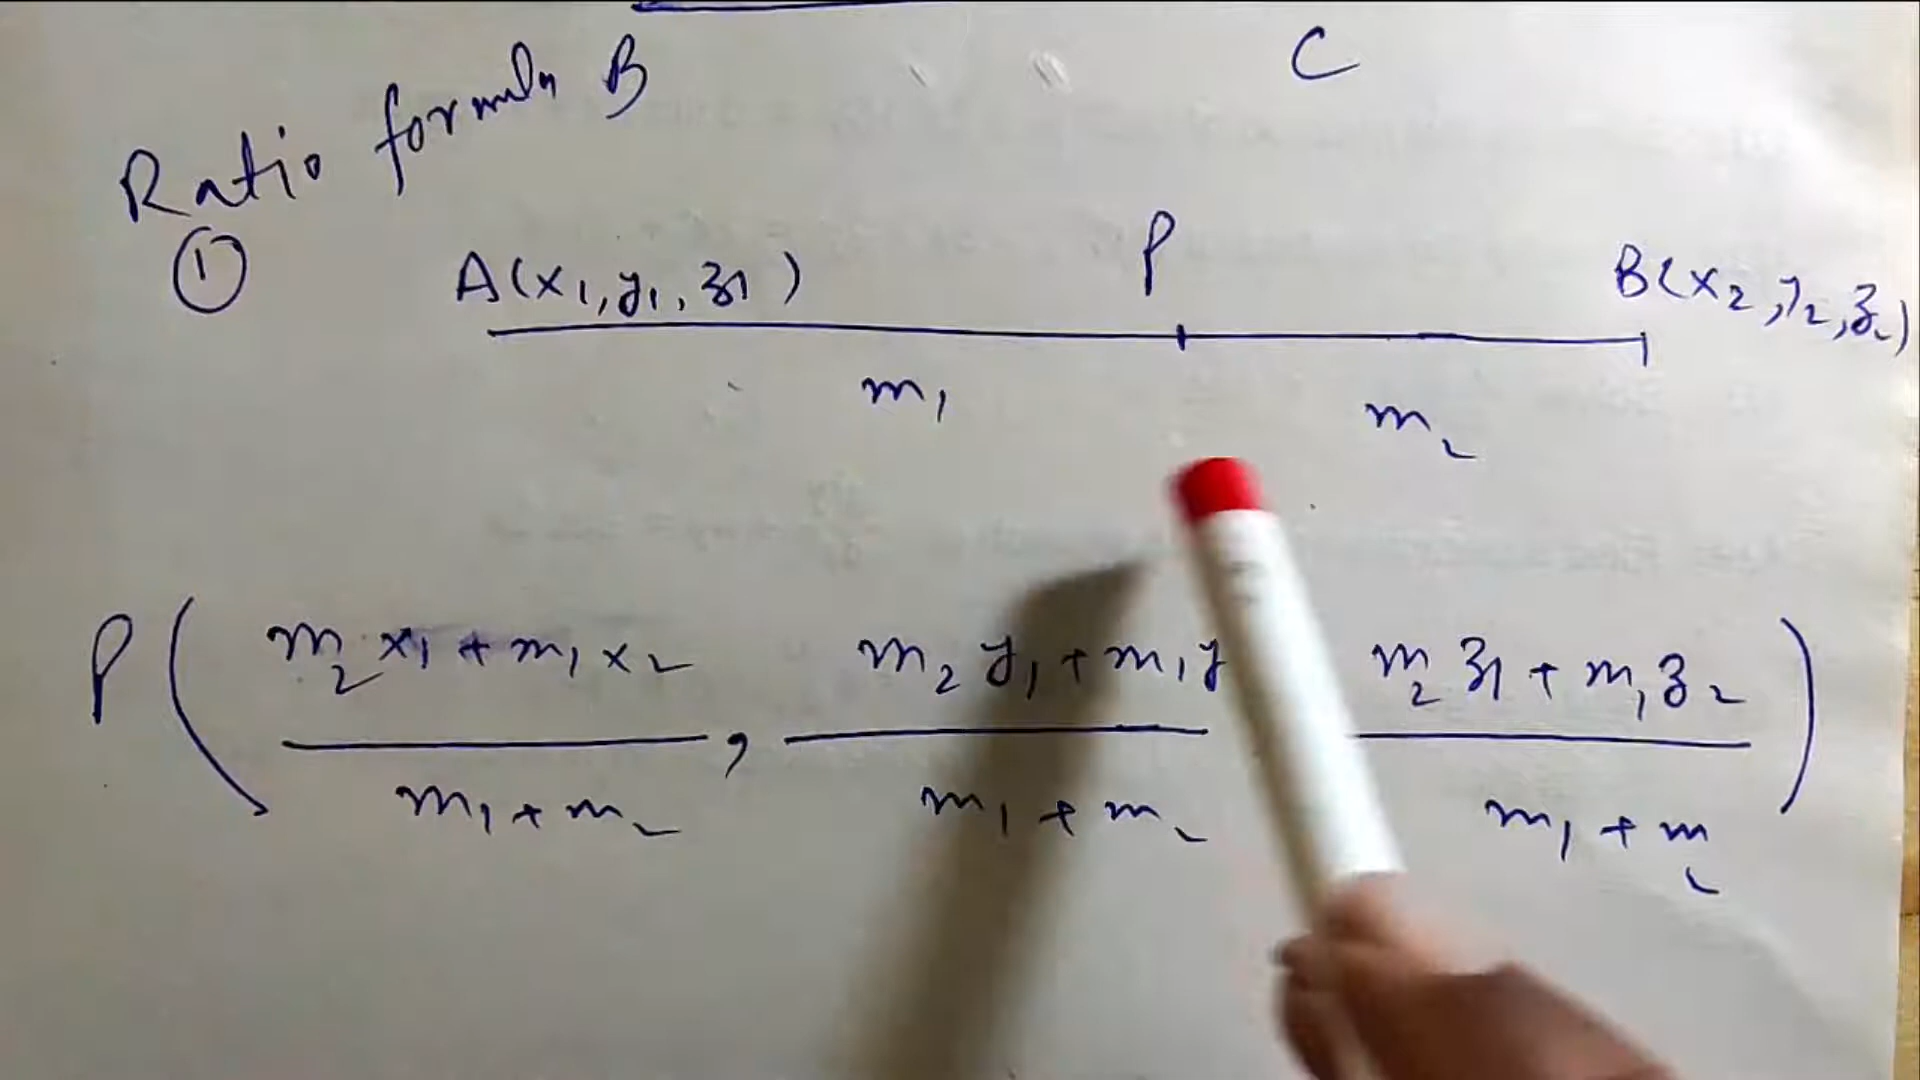 B C
Ratio formula
①
A(x₁, y₁, z₁) P B(x₂, y₂, z₂)
m₁ m₂
P ( m₂x₁ + m₁x₂ / m₁ + m₂ , m₂y₁ + m₁y / m₁ + m₂ m₂z₁ + m₁z₂ / m₁ + m₂ )